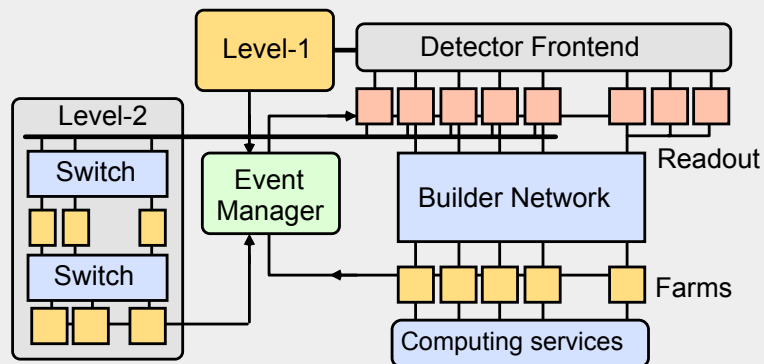 Level-1
Detector Frontend
Level-2
Switch
Event
Manager
Builder Network
Readout
Switch
Farms
Computing services